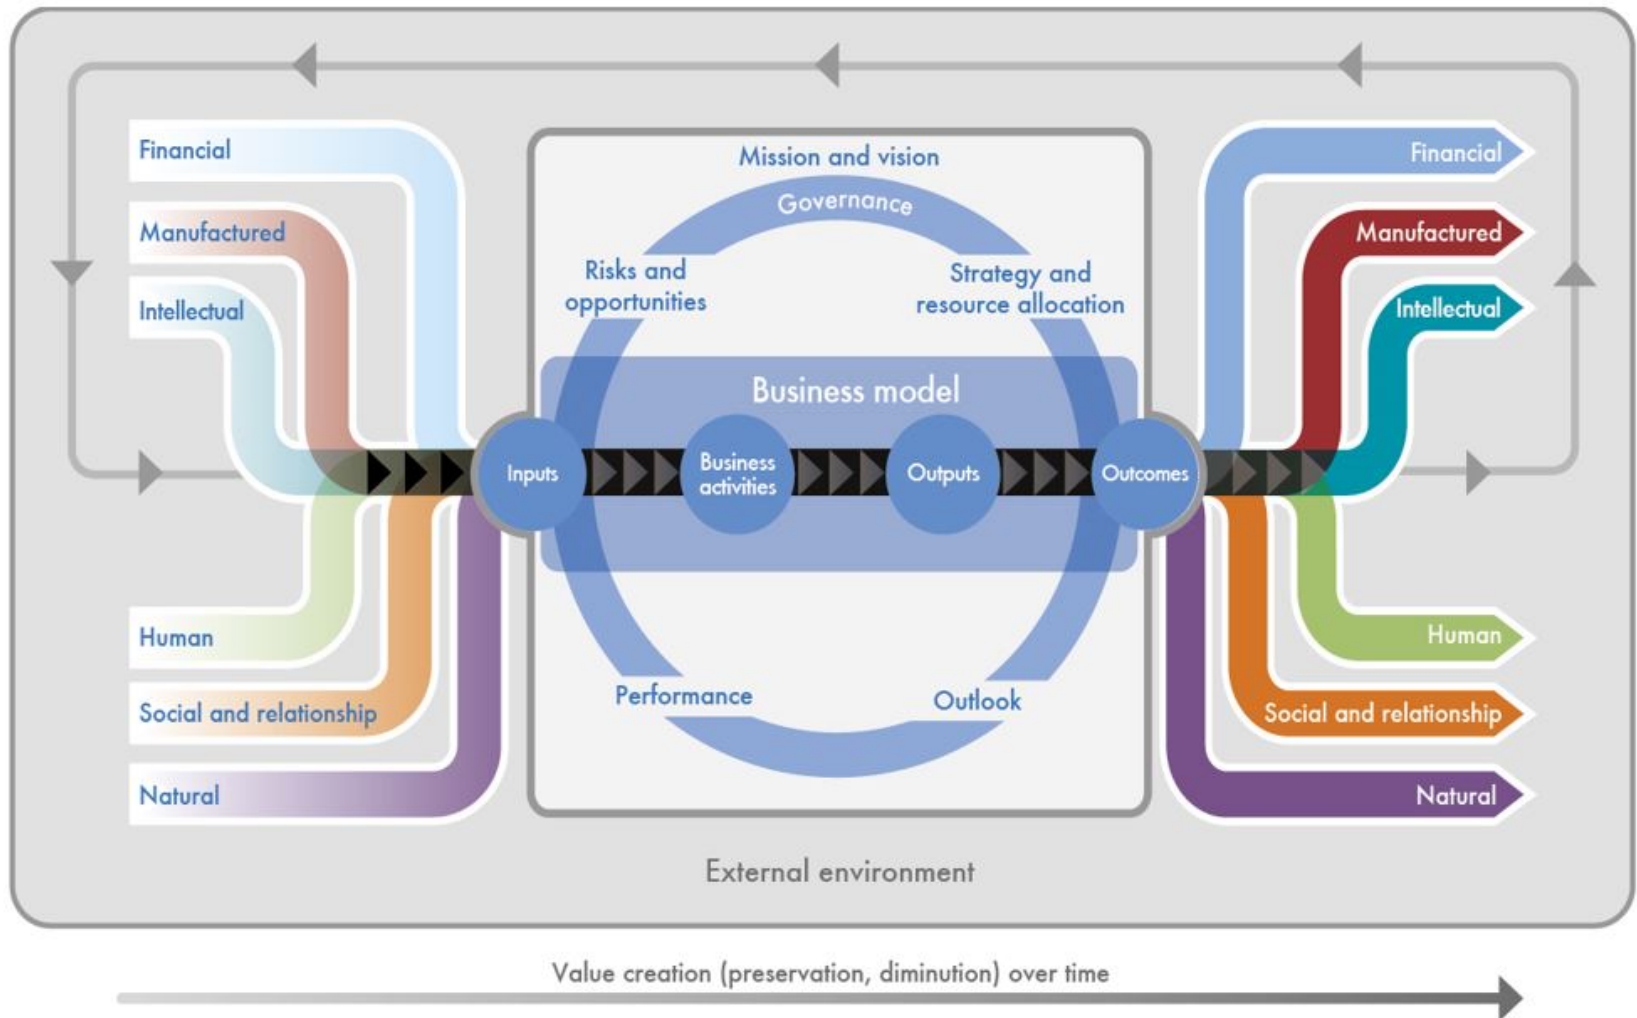 Financial
Manufactured
Intellectual
Human
Social and relationship
Natural
Mission and vision
Governance
Risks and
opportunities
Strategy and
resource allocation
Business model
Inputs
Business
activities
Outputs
Outcomes
Performance
Outlook
Financial
Manufactured
Intellectual
Human
Social and relationship
Natural
External environment
Value creation (preservation, diminution) over time